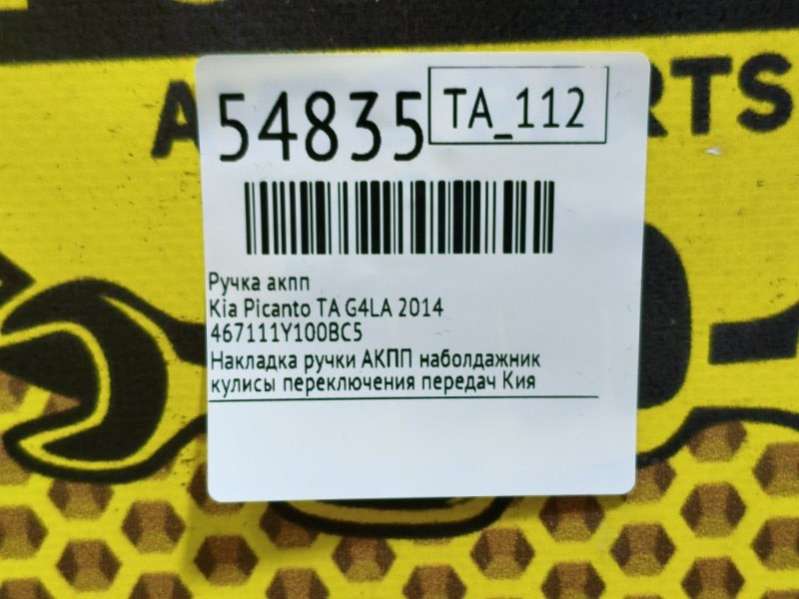 54835
TA_112
Ручка акпп
Kia Picanto TA G4LA 2014
467111Y100BC5
Накладка ручки АКПП наболдажник
кулисы переключения передач Кия